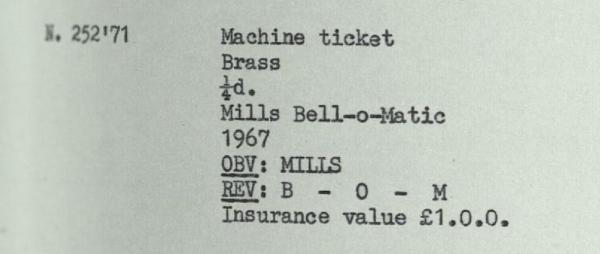 N. 252'71
Machine ticket
Brass
¼d.
Mills Bell-o-Matic
1967
OBV: MILLS
REV: B - O - M
Insurance value £1.0.0.